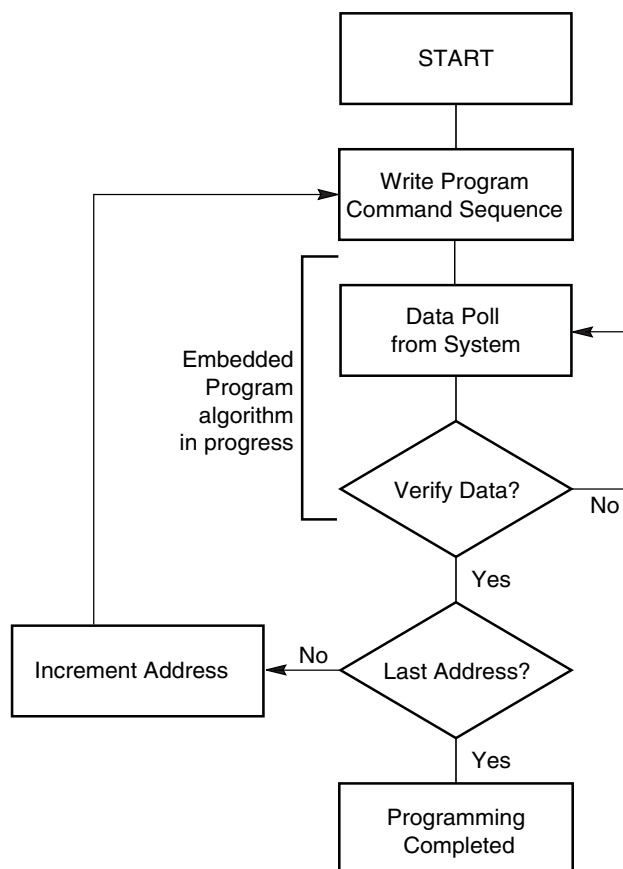 START
Write Program
Command Sequence
Data Poll
from System
Embedded
Program
algorithm
in progress
Verify Data?
No
Yes
Increment Address
No
Last Address?
Yes
Programming
Completed